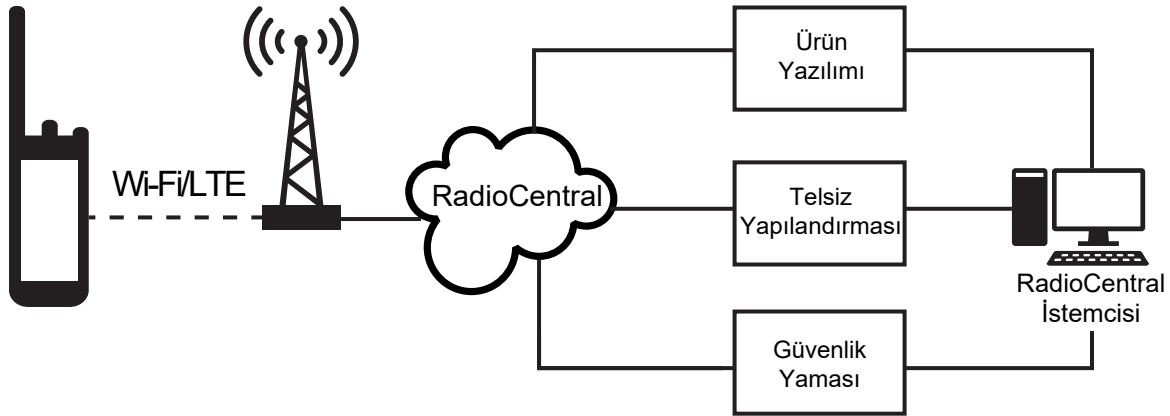 Wi-Fi/LTE
RadioCentral
Ürün
Yazılımı
Telsiz
Yapılandırması
Güvenlik
Yaması
RadioCentral
İstemcisi